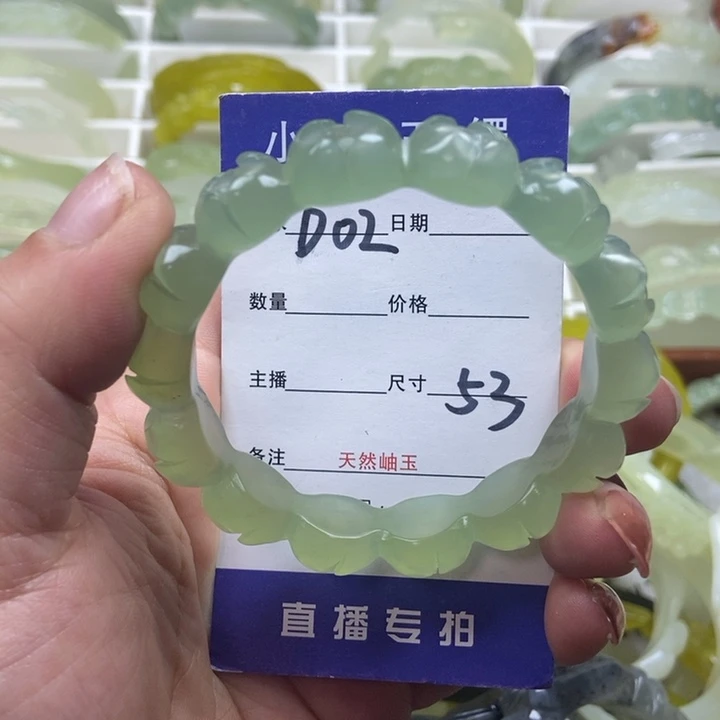 小
D02 日期
数量 价格
主播 尺寸 53
备注 天然岫玉
直播专拍